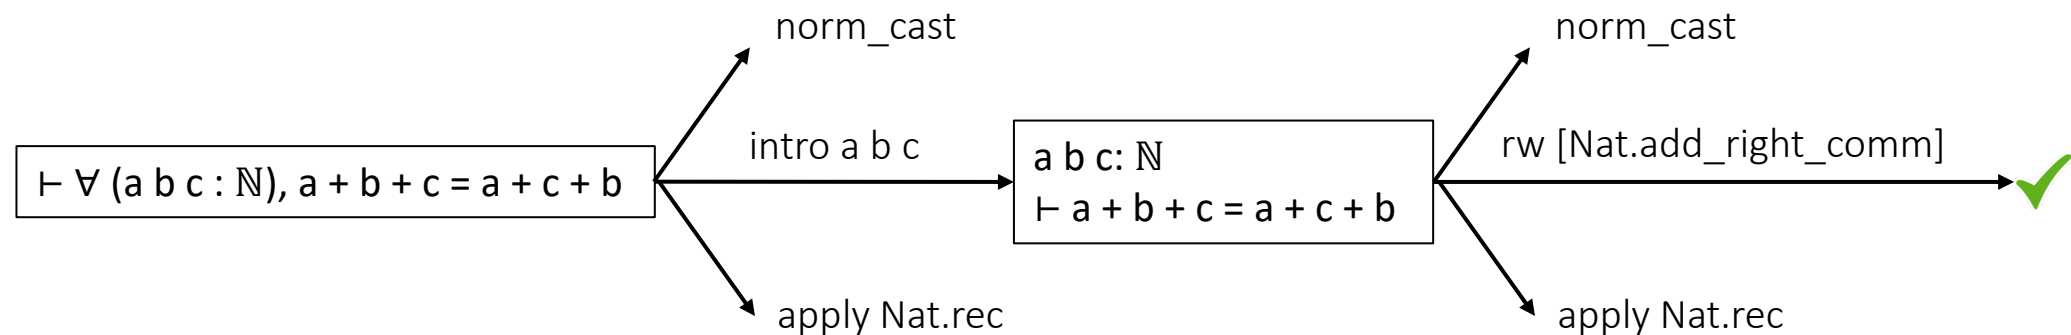 norm_cast
norm_cast
intro a b c
rw [Nat.add_right_comm]
⊢ ∀ (a b c : ℕ), a + b + c = a + c + b
a b c: ℕ
⊢ a + b + c = a + c + b
apply Nat.rec
apply Nat.rec